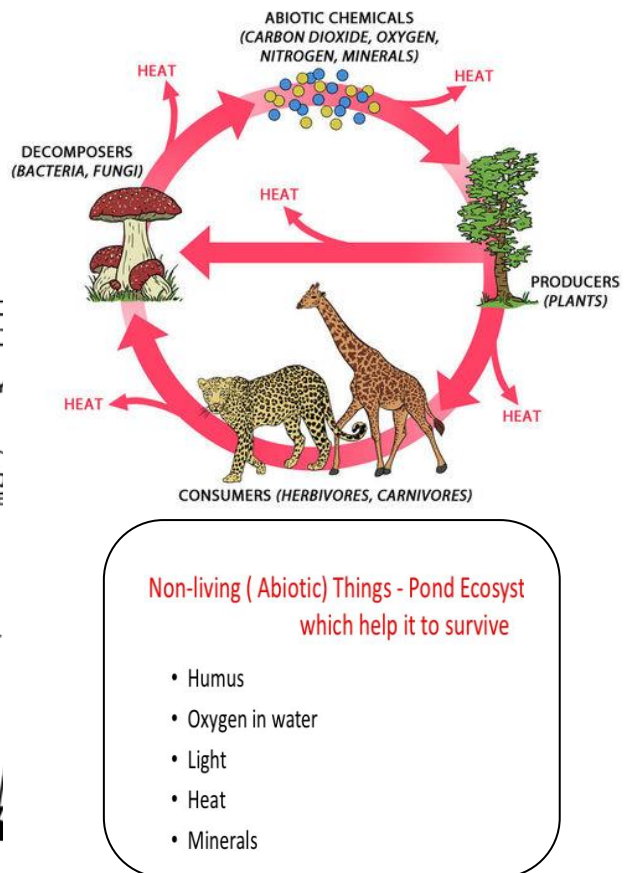 ABIOTIC CHEMICALS
(CARBON DIOXIDE, OXYGEN,
NITROGEN, MINERALS)
HEAT
HEAT
DECOMPOSERS
(BACTERIA, FUNGI)
HEAT
PRODUCERS
(PLANTS)
HEAT
HEAT
CONSUMERS (HERBIVORES, CARNIVORES)
Non-living ( Abiotic) Things - Pond Ecosyst
which help it to survive
• Humus
• Oxygen in water
• Light
• Heat
• Minerals